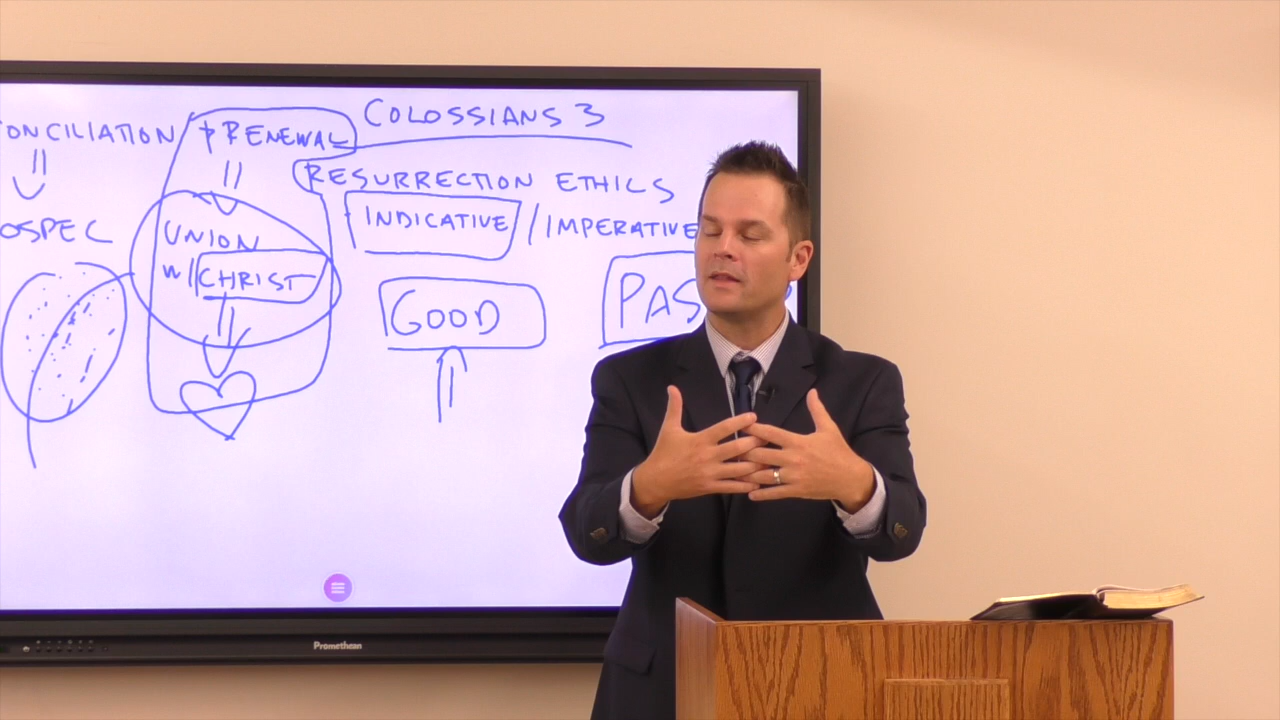 COLOSSIANS 3
ONCILIATION & RENEWAL
RESURRECTION ETHICS
INDICATIVE / IMPERATIVE
OSPEL
UNION
W/ CHRIST
GOOD
PAS
Promethean